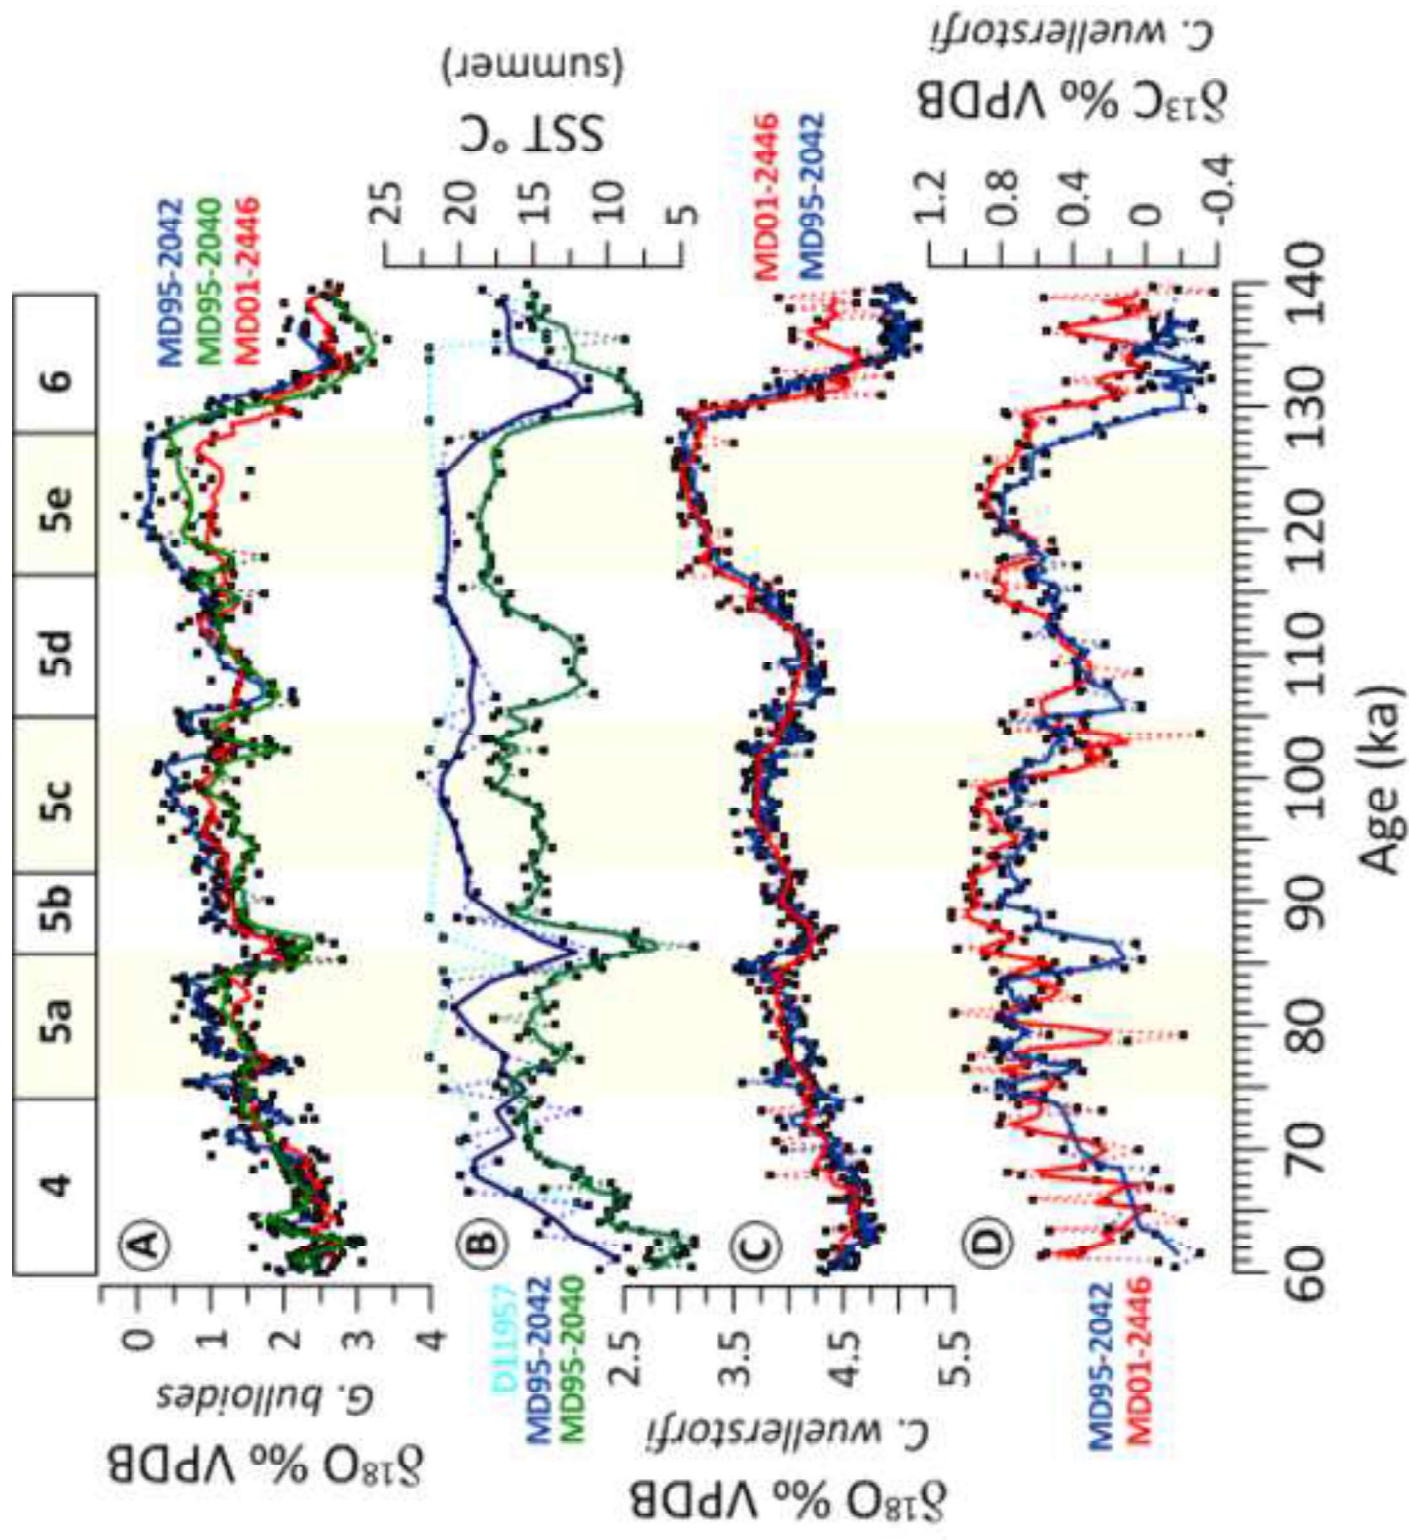 4
5a
5b
5c
5d
5e
6
A
MD95-2042
MD95-2040
MD01-2446
0
1
2
3
4
G. bulloides
δ18O ‰ VPDB
B
D11957
MD95-2042
MD95-2040
25
20
15
10
5
SST °C
(summer)
C
MD01-2446
MD95-2042
2.5
3.5
4.5
5.5
C. wuellerstorfi
δ18O ‰ VPDB
D
MD95-2042
MD01-2446
1.2
0.8
0.4
0
-0.4
δ13C ‰ VPDB
C. wuellerstorfi
60
70
80
90
100
110
120
130
140
Age (ka)